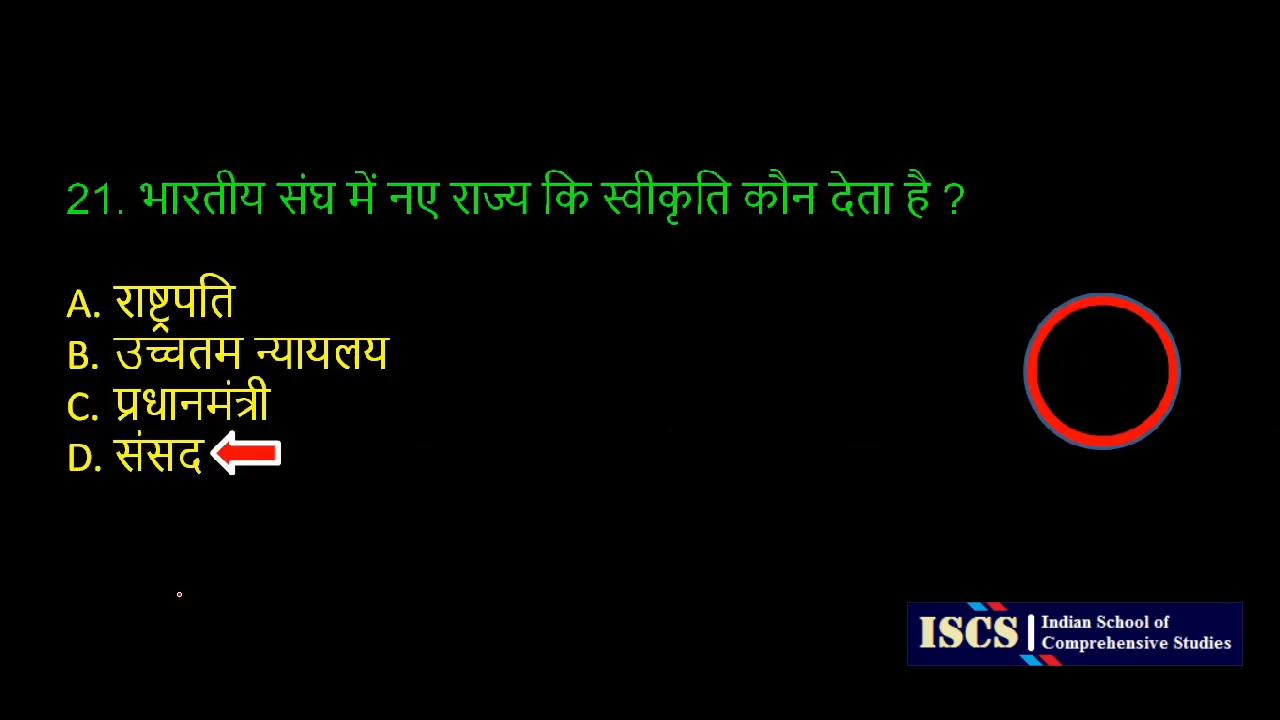 21. भारतीय संघ में नए राज्य कि स्वीकृति कौन देता है ?
A. राष्ट्रपति
B. उच्चतम न्यायलय
C. प्रधानमंत्री
D. संसद
ISCS
Indian School of
Comprehensive Studies